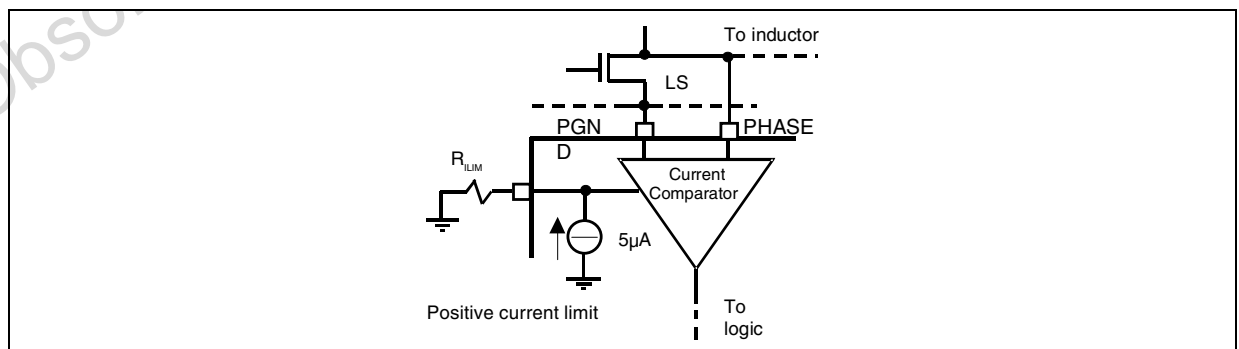 To inductor
LS
PGN
D
PHASE
R_ILIM
Current
Comparator
5µA
Positive current limit
To
logic